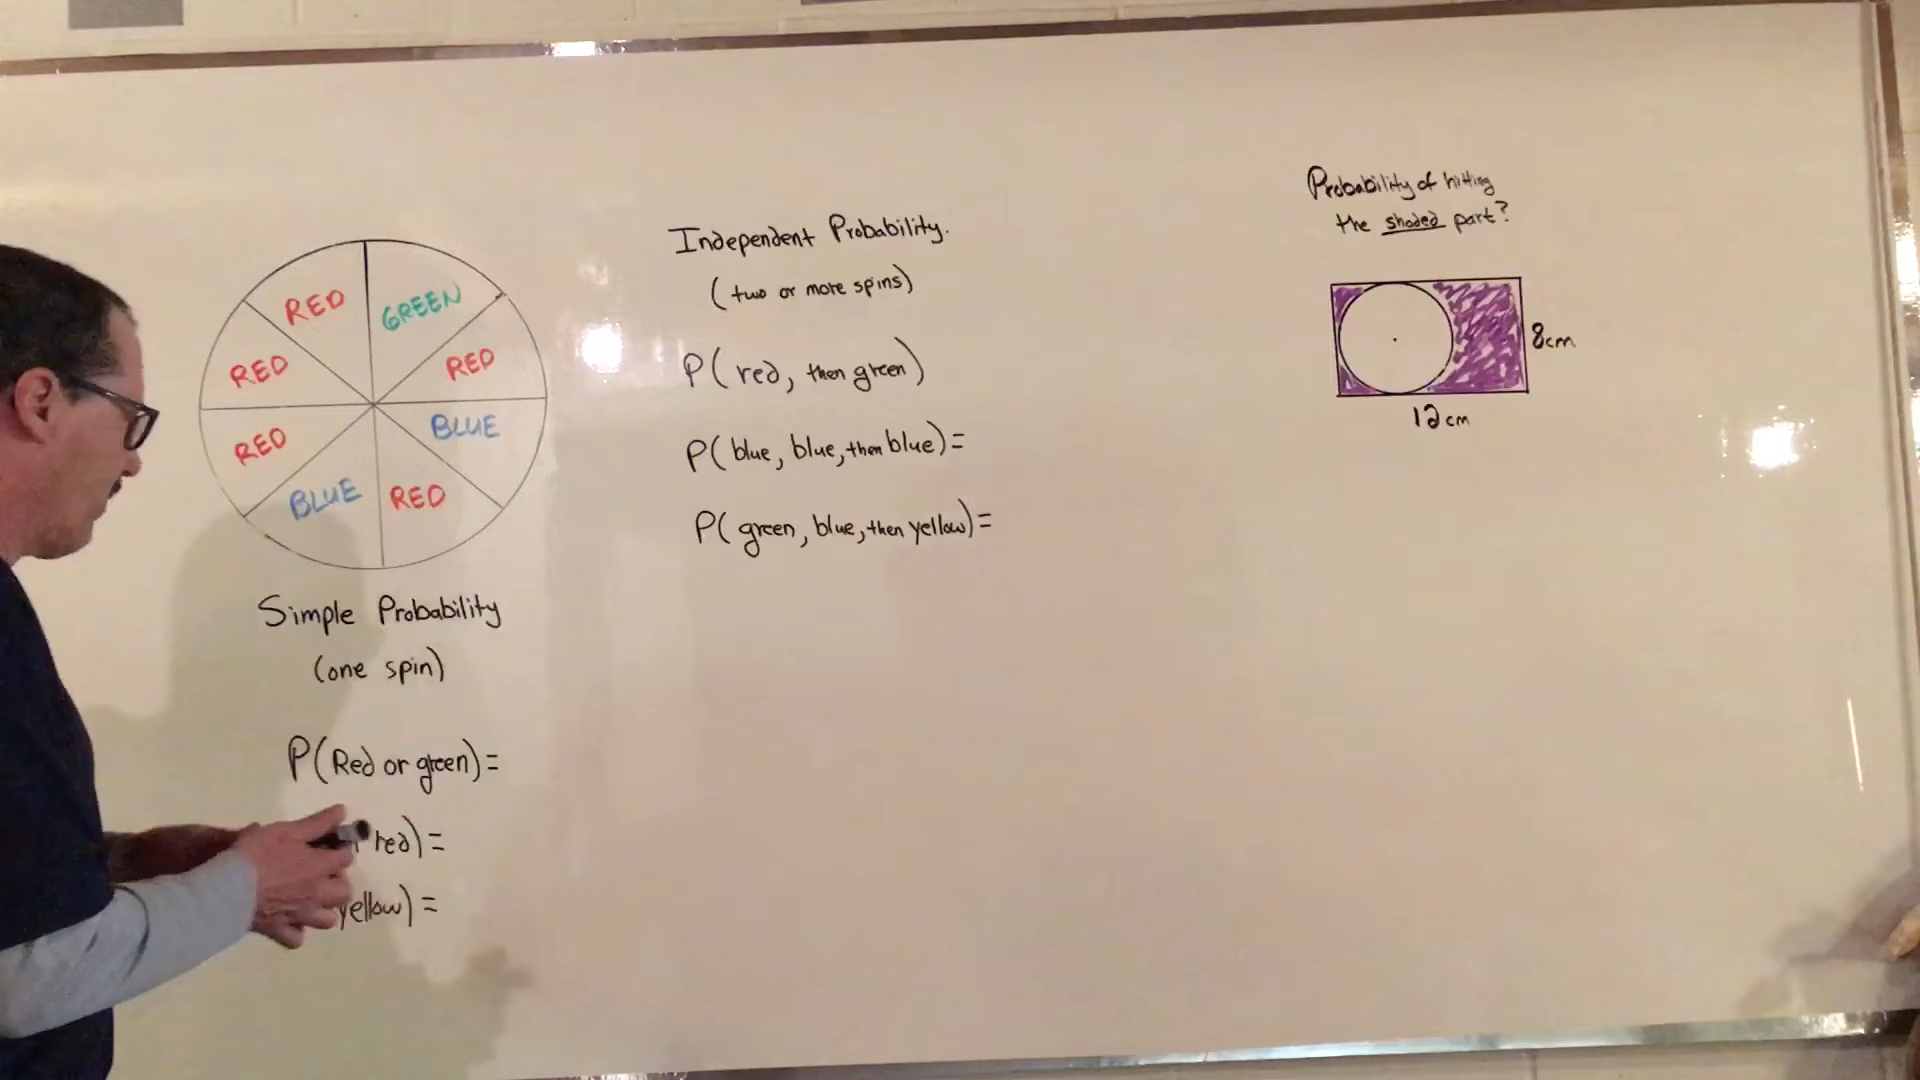 RED
GREEN
RED
RED
RED
BLUE
BLUE
RED
Simple Probability
(one spin)
P(Red or green)=
red)=
yellow)=
Independent Probability.
(two or more spins)
P(red, then green)
P(blue, blue, then blue)=
P(green, blue, then yellow)=
Probability of hitting
the shaded part?
8cm
12cm